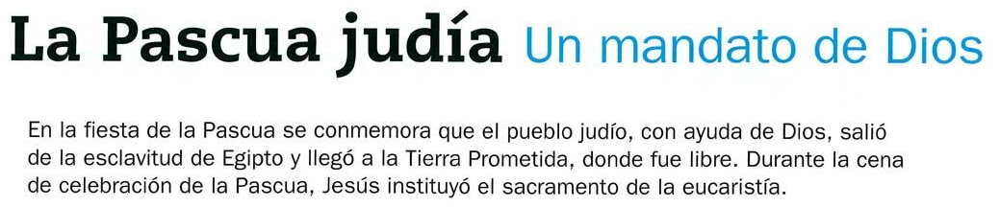 La Pascua judía Un mandato de Dios
En la fiesta de la Pascua se conmemora que el pueblo judío, con ayuda de Dios, salió
de la esclavitud de Egipto y llegó a la Tierra Prometida, donde fue libre. Durante la cena
de celebración de la Pascua, Jesús instituyó el sacramento de la eucaristía.